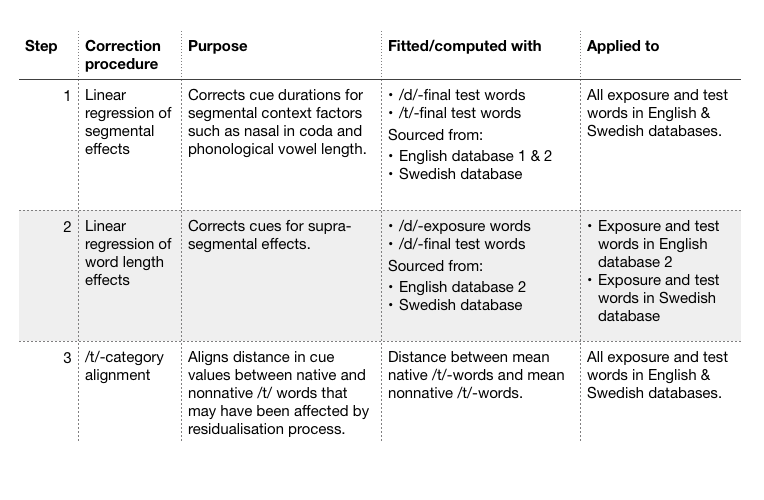 Step
Correction
procedure
Purpose
Fitted/computed with
Applied to
1
Linear
regression of
segmental
effects
Corrects cue durations for
segmental context factors
such as nasal in coda and
phonological vowel length.
• /d/-final test words
• /t/-final test words
Sourced from:
• English database 1 & 2
• Swedish database
All exposure and test
words in English &
Swedish databases.
2
Linear
regression of
word length
effects
Corrects cues for supra-
segmental effects.
• /d/-exposure words
• /d/-final test words
Sourced from:
• English database 2
• Swedish database
• Exposure and test
words in English
database 2
• Exposure and test
words in Swedish
database
3
/t/-category
alignment
Aligns distance in cue
values between native and
nonnative /t/ words that
may have been affected by
residualisation process.
Distance between mean
native /t/-words and mean
nonnative /t/-words.
All exposure and test
words in English &
Swedish databases.